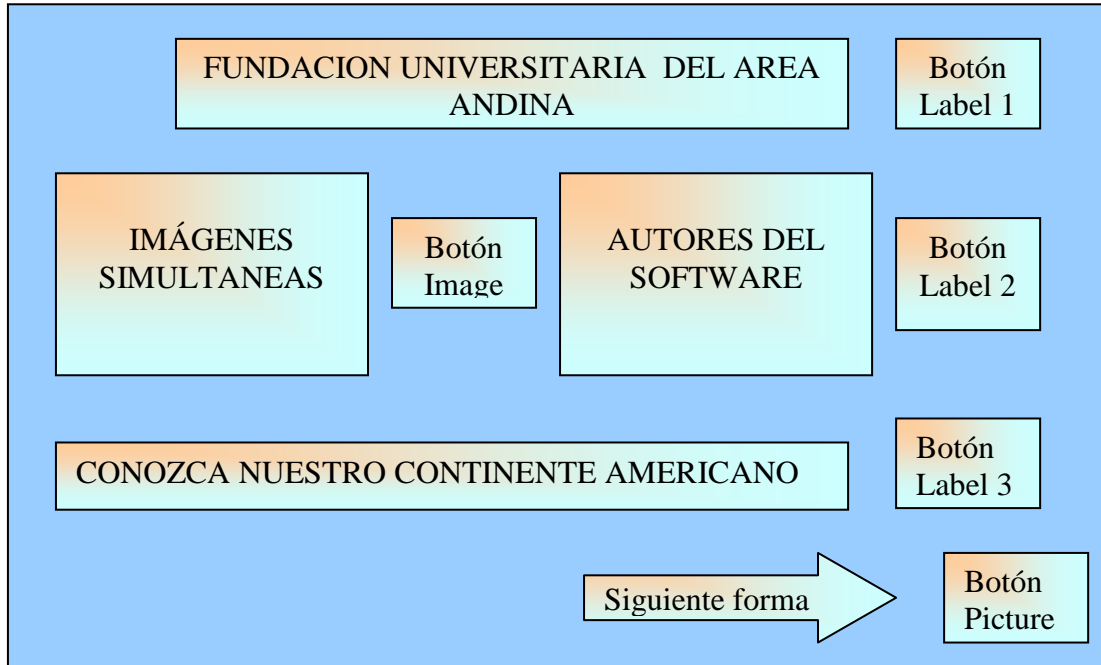 FUNDACION UNIVERSITARIA  DEL AREA
ANDINA
Botón
Label 1
IMÁGENES
SIMULTANEAS
Botón
Image
AUTORES DEL
SOFTWARE
Botón
Label 2
CONOZCA NUESTRO CONTINENTE AMERICANO
Botón
Label 3
Siguiente forma
Botón
Picture